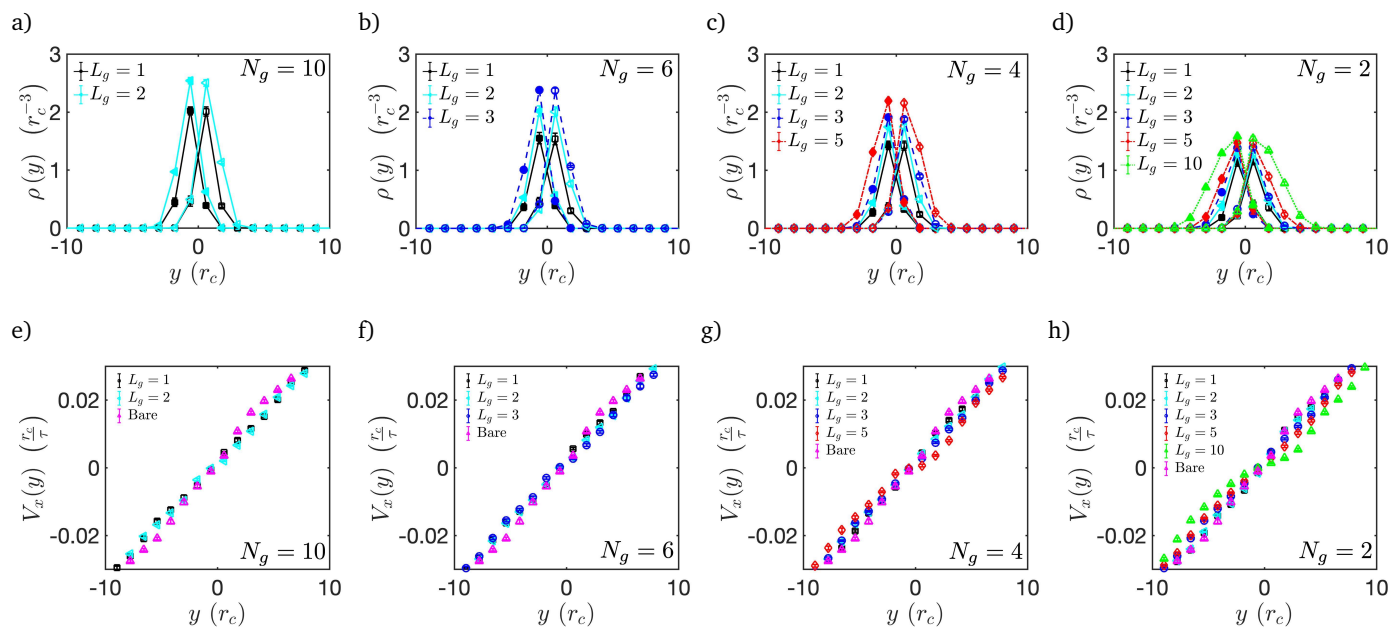 a)
3
2
1
0
ρ(y) (r_c^{-3})
L_g = 1
L_g = 2
N_g = 10
-10 0 10
y (r_c)
b)
3
2
1
0
ρ(y) (r_c^{-3})
L_g = 1
L_g = 2
L_g = 3
N_g = 6
-10 0 10
y (r_c)
c)
3
2
1
0
ρ(y) (r_c^{-3})
L_g = 1
L_g = 2
L_g = 3
L_g = 5
N_g = 4
-10 0 10
y (r_c)
d)
3
2
1
0
ρ(y) (r_c^{-3})
L_g = 1
L_g = 2
L_g = 3
L_g = 5
L_g = 10
N_g = 2
-10 0 10
y (r_c)
e)
0.02
0
-0.02
V_x(y) (r_c/τ)
L_g = 1
L_g = 2
Bare
N_g = 10
-10 0 10
y (r_c)
f)
0.02
0
-0.02
V_x(y) (r_c/τ)
L_g = 1
L_g = 2
L_g = 3
Bare
N_g = 6
-10 0 10
y (r_c)
g)
0.02
0
-0.02
V_x(y) (r_c/τ)
L_g = 1
L_g = 2
L_g = 3
L_g = 5
Bare
N_g = 4
-10 0 10
y (r_c)
h)
0.02
0
-0.02
V_x(y) (r_c/τ)
L_g = 1
L_g = 2
L_g = 3
L_g = 5
L_g = 10
Bare
N_g = 2
-10 0 10
y (r_c)